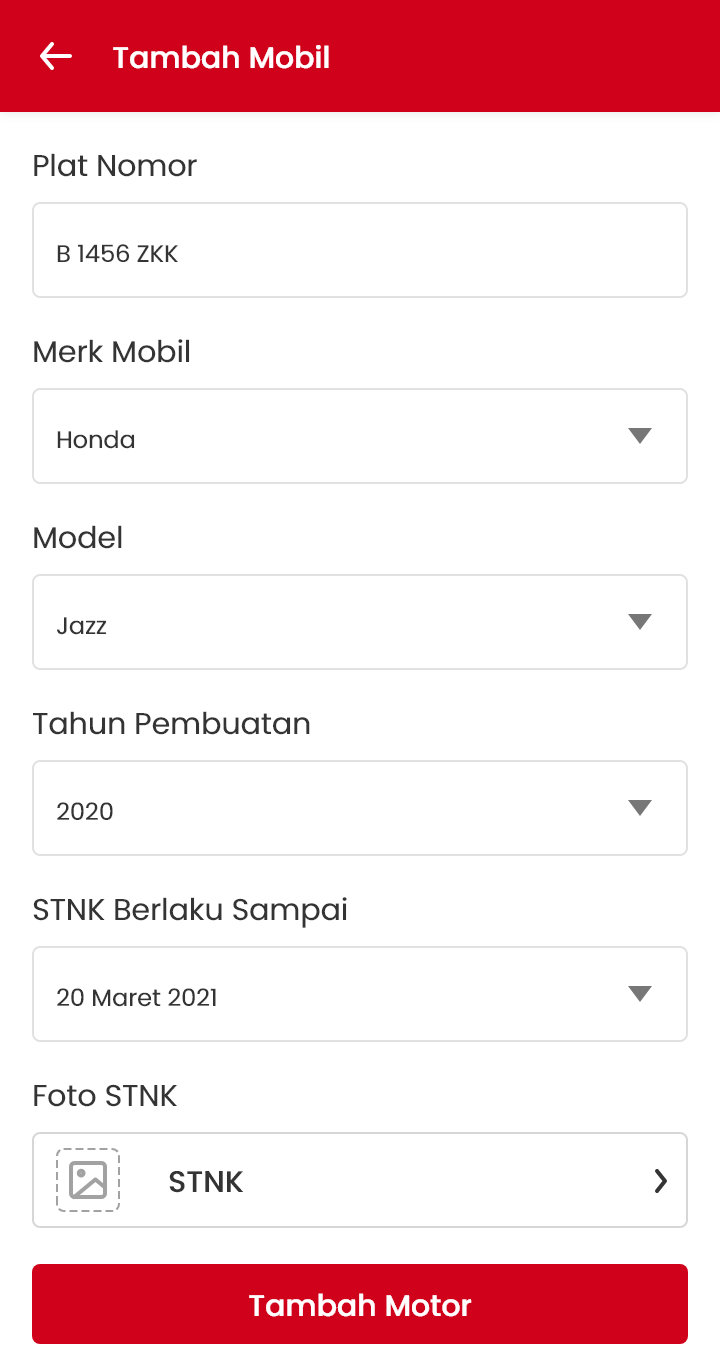 Tambah Mobil
Plat Nomor
B 1456 ZKK
Merk Mobil
Honda
Model
Jazz
Tahun Pembuatan
2020
STNK Berlaku Sampai
20 Maret 2021
Foto STNK
STNK
Tambah Motor